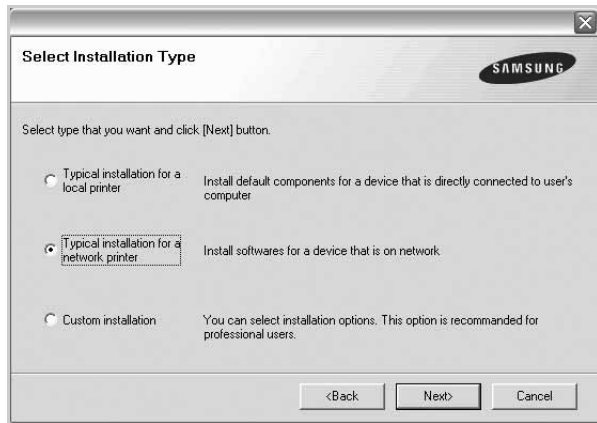 Select Installation Type
SAMSUNG
Select type that you want and click [Next] button.
Typical installation for a
local printer
Install default components for a device that is directly connected to user's
computer
Typical installation for a
network printer
Install softwares for a device that is on network
Custom installation
You can select installation options. This option is recommanded for
professional users.
<Back
Next>
Cancel